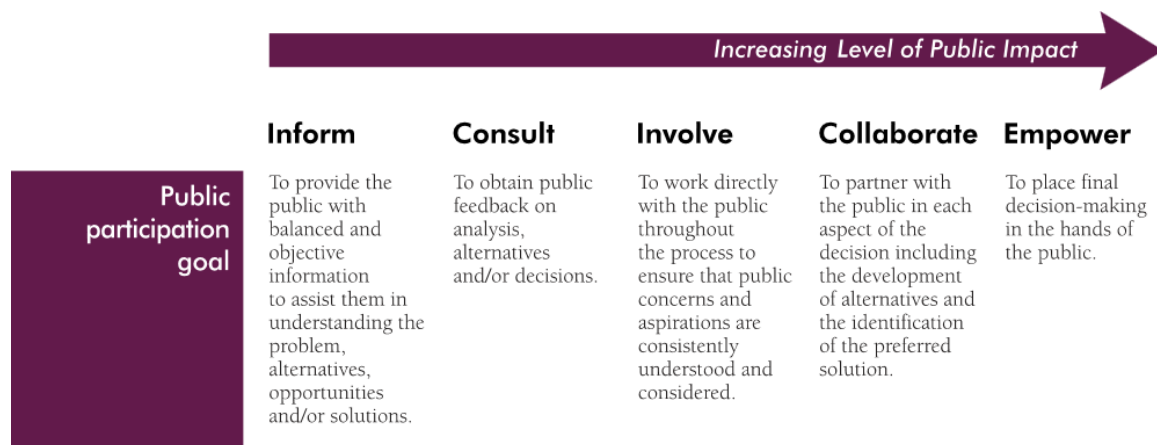 Increasing Level of Public Impact
Inform
Consult
Involve
Collaborate
Empower
Public
participation
goal
To provide the
public with
balanced and
objective
information
to assist them in
understanding the
problem,
alternatives,
opportunities
and/or solutions.
To obtain public
feedback on
analysis,
alternatives
and/or decisions.
To work directly
with the public
throughout
the process to
ensure that public
concerns and
aspirations are
consistently
understood and
considered.
To partner with
the public in each
aspect of the
decision including
the development
of alternatives and
the identification
of the preferred
solution.
To place final
decision-making
in the hands of
the public.